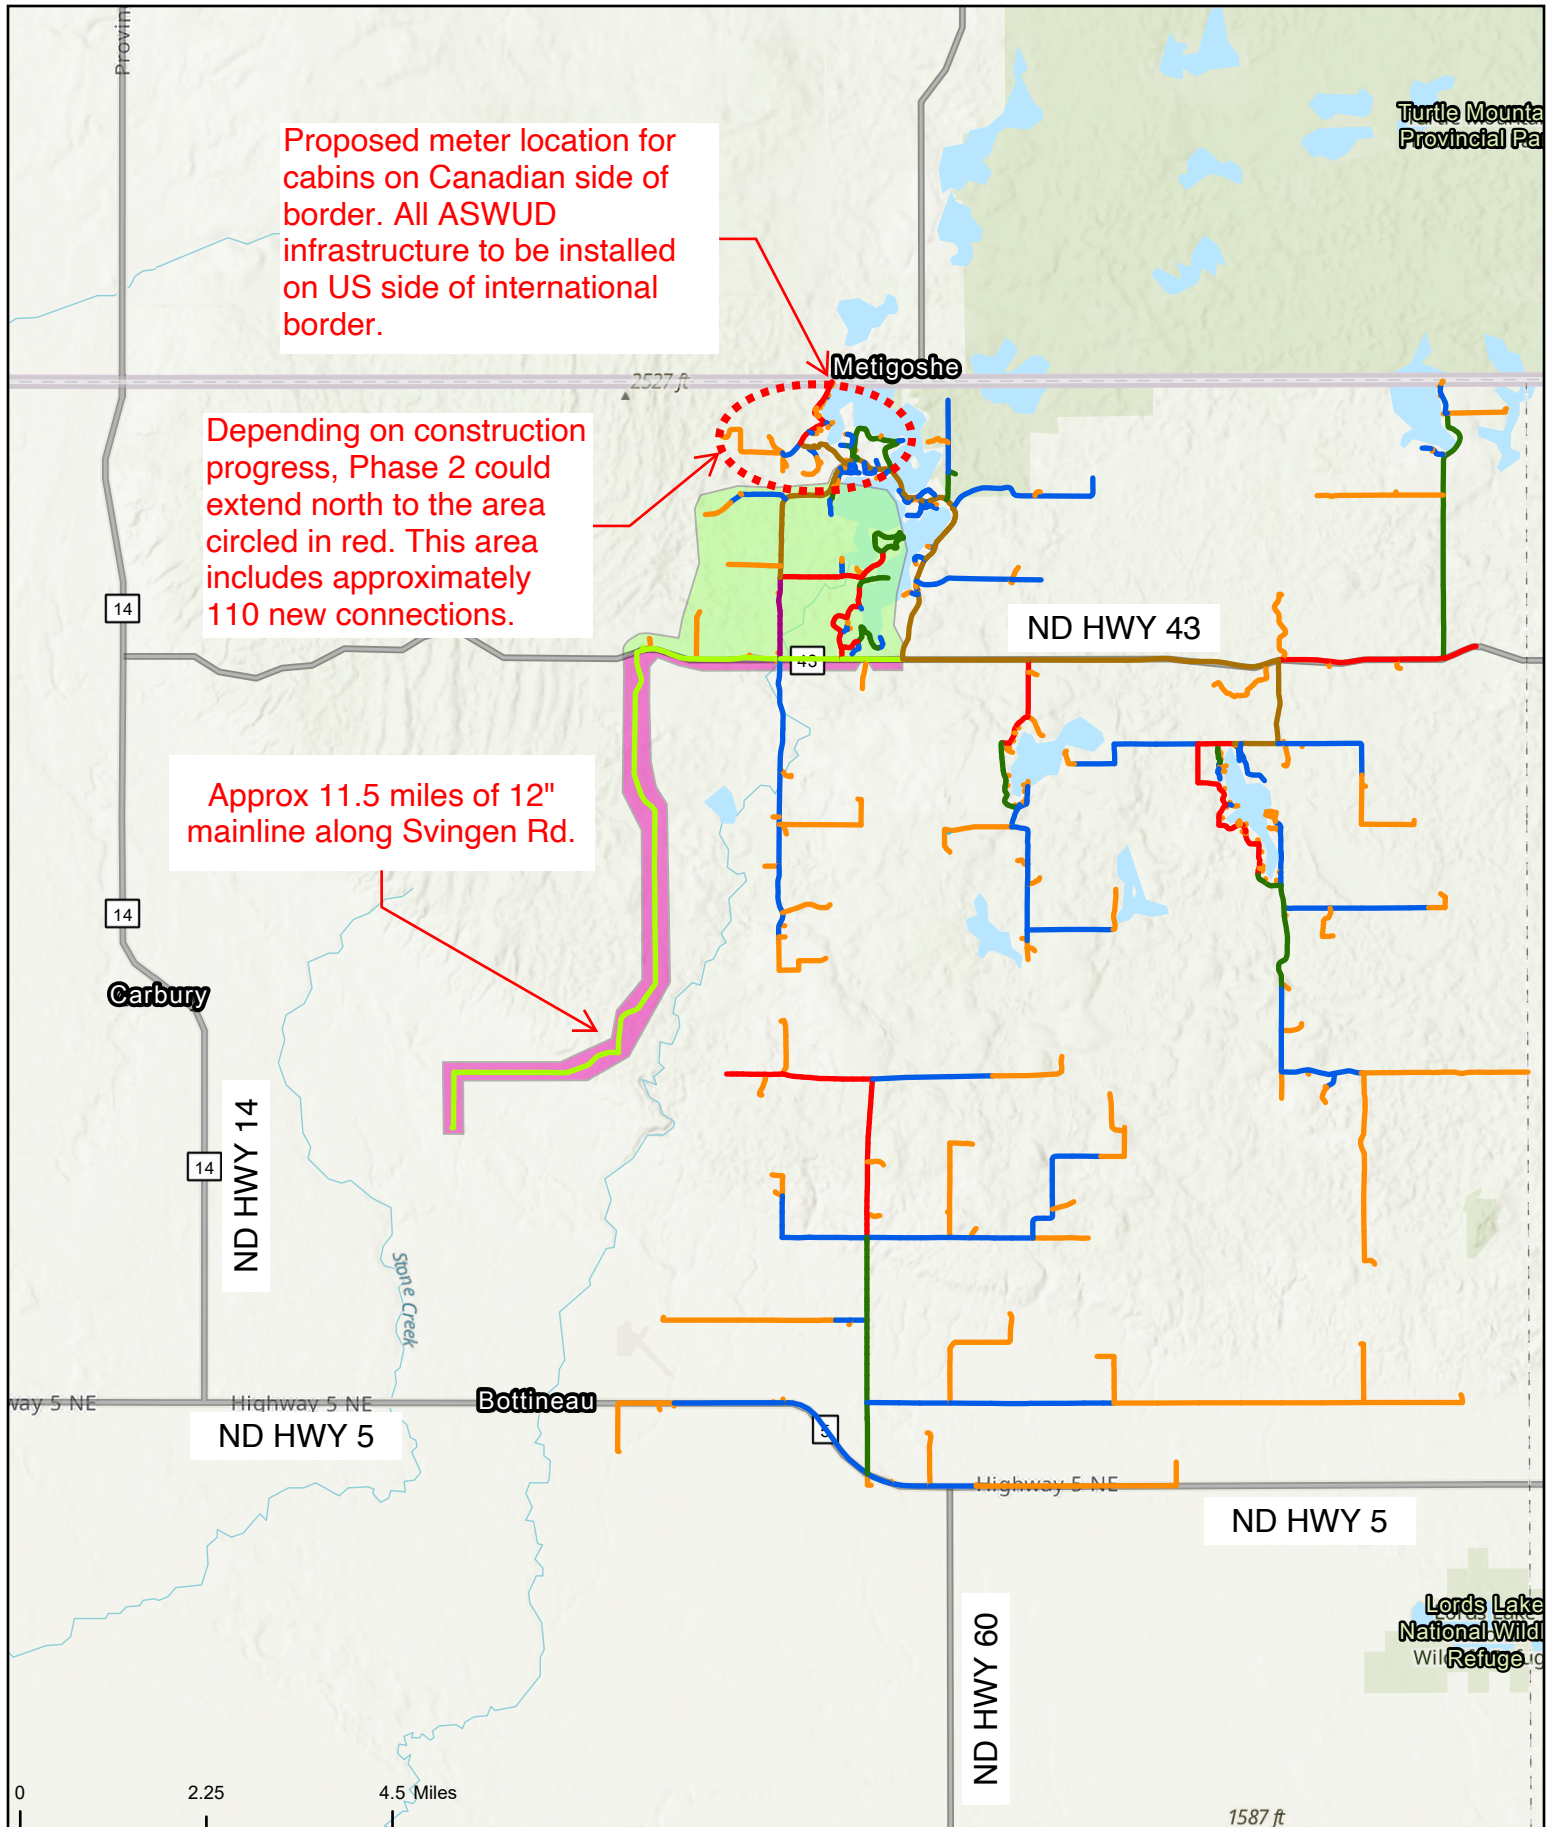 Provin
Turtle Mounta
Provincial Pa
Proposed meter location for
cabins on Canadian side of
border. All ASWUD
infrastructure to be installed
on US side of international
border.
Metigoshe
2527 ft
Depending on construction
progress, Phase 2 could
extend north to the area
circled in red. This area
includes approximately
110 new connections.
14
ND HWY 43
43
Approx 11.5 miles of 12"
mainline along Svingen Rd.
14
Carbury
ND HWY 14
14
Stone Creek
way 5 NE
Highway 5 NE
Bottineau
ND HWY 5
5
Highway 5 NE
ND HWY 5
Lords Lake
National Wildl
Refuge
ND HWY 60
0
2.25
4.5 Miles
1587 ft